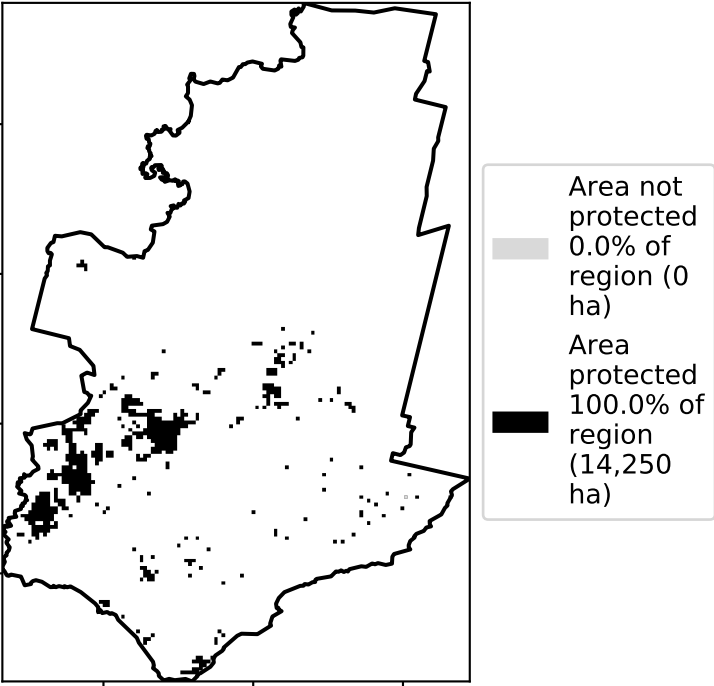 Area not
protected
0.0% of
region (0
ha)
Area
protected
100.0% of
region
(14,250
ha)